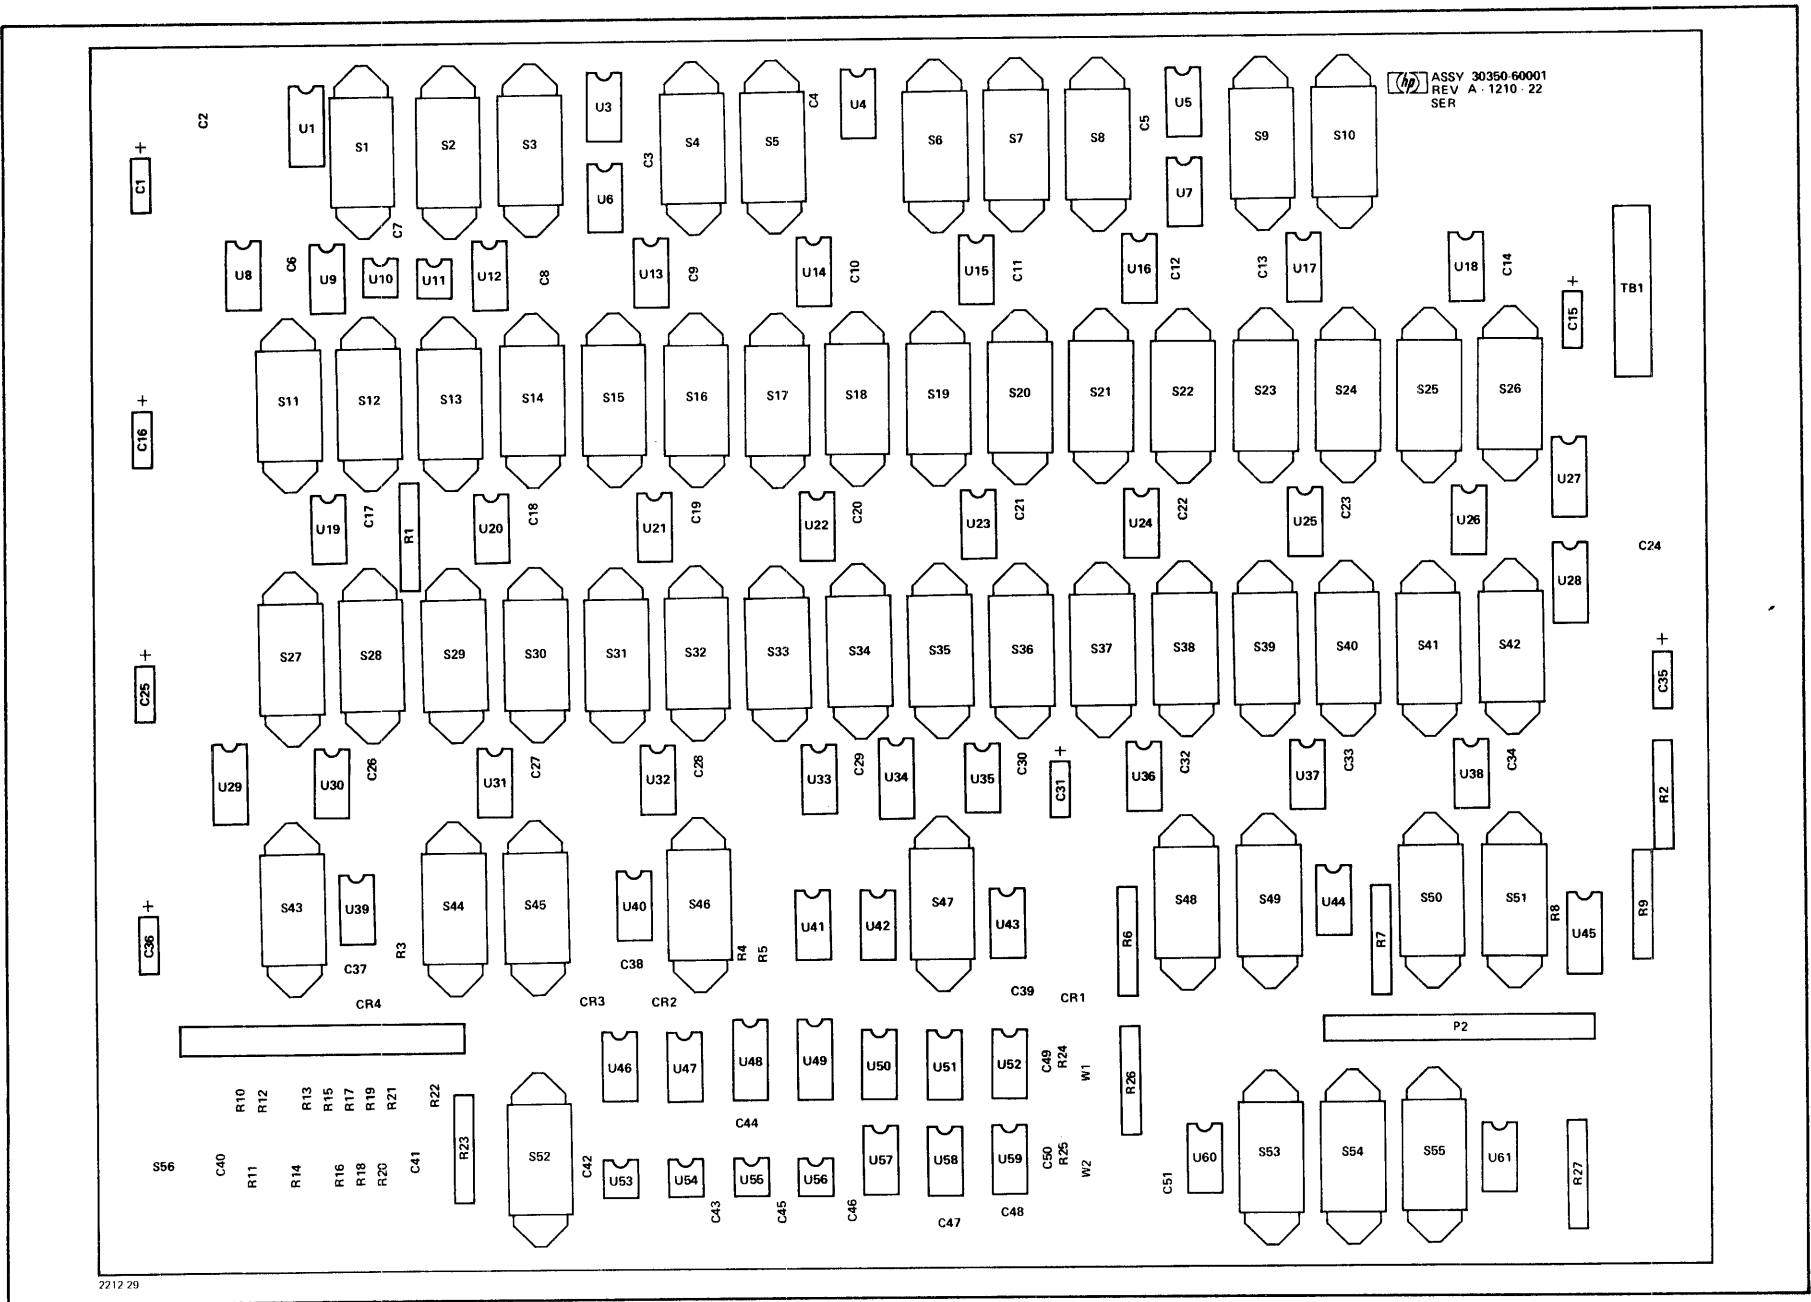 hp ASSY 30350-60001
REV A - 1210 - 22
SER
C2
U1
S1
S2
S3
U3
S4
S5
C4
U4
S6
S7
S8
C5
U5
S9
S10
+
C1
U6
C3
U7
C7
U8
C6
U9
U10
U11
U12
C8
U13
C9
U14
C10
U15
C11
U16
C12
C13
U17
U18
C14
+
C15
TB1
+
C16
S11
S12
S13
S14
S15
S16
S17
S18
S19
S20
S21
S22
S23
S24
S25
S26
U27
U19
C17
R1
U20
C18
U21
C19
U22
C20
U23
C21
U24
C22
U25
C23
U26
C24
U28
+
C25
S27
S28
S29
S30
S31
S32
S33
S34
S35
S36
S37
S38
S39
S40
S41
S42
+
C35
U29
U30
C26
U31
C27
U32
C28
U33
C29
U34
U35
C30
+
C31
U36
C32
U37
C33
U38
C34
R2
+
C36
S43
U39
C37
R3
S44
S45
U40
C38
S46
R4
R5
U41
U42
S47
U43
R6
S48
S49
U44
R7
S50
S51
R8
U45
R9
CR4
CR3
CR2
C39
CR1
P2
U46
U47
U48
U49
U50
U51
U52
C49
R24
W1
R26
R10
R12
R13
R15
R17
R19
R21
R22
R23
C44
S56
C40
R11
R14
R16
R18
R20
C41
S52
C42
U53
U54
U55
U56
U57
U58
U59
C50
R25
W2
C51
U60
S53
S54
S55
U61
R27
C43
C45
C46
C47
C48
2212 29